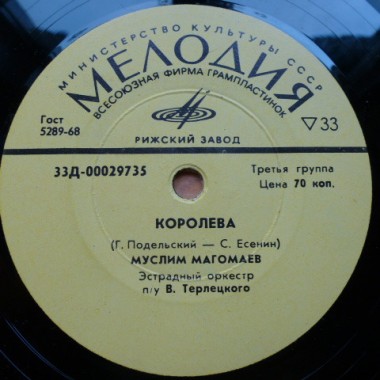 МИНИСТЕРСТВО КУЛЬТУРЫ СССР
МЕЛОДИЯ
ВСЕСОЮЗНАЯ ФИРМА ГРАМПЛАСТИНОК
Гост
5289-68
▽33
РИЖСКИЙ ЗАВОД
33Д-00029735
Третья группа
Цена 70 коп.
КОРОЛЕВА
(Г. Подельский — С. Есенин)
МУСЛИМ МАГОМАЕВ
Эстрадный оркестр
п/у В. Терлецкого